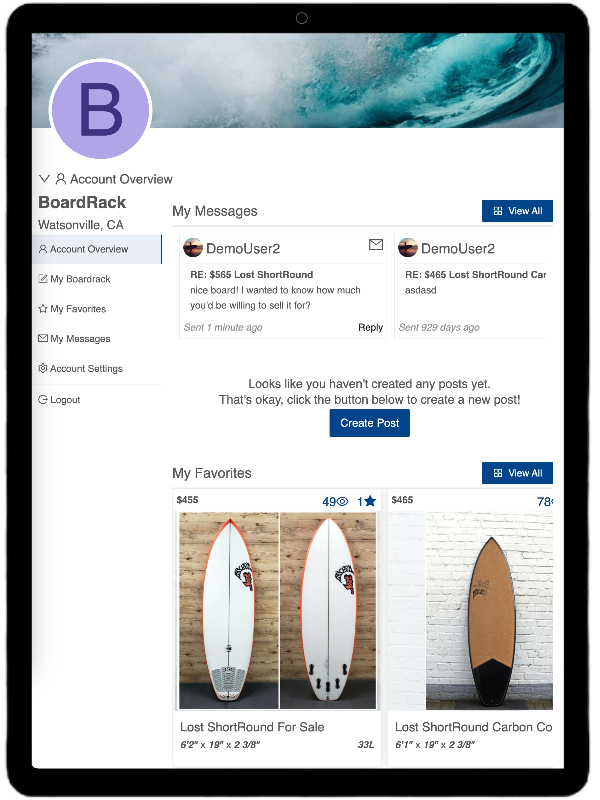 B
Account Overview
BoardRack
Watsonville, CA
Account Overview
My Boardrack
My Favorites
My Messages
Account Settings
Logout
My Messages
View All
DemoUser2
RE: $565 Lost ShortRound
nice board! I wanted to know how much
you'd be willing to sell it for?
Sent 1 minute ago
Reply
DemoUser2
RE: $465 Lost ShortRound Car
asdasd
Sent 929 days ago
Looks like you haven't created any posts yet.
That's okay, click the button below to create a new post!
Create Post
My Favorites
View All
$455
49 1
Lost ShortRound For Sale
6'2" x 19" x 2 3/8"
33L
$465
78
Lost ShortRound Carbon Co
6'1" x 19" x 2 3/8"